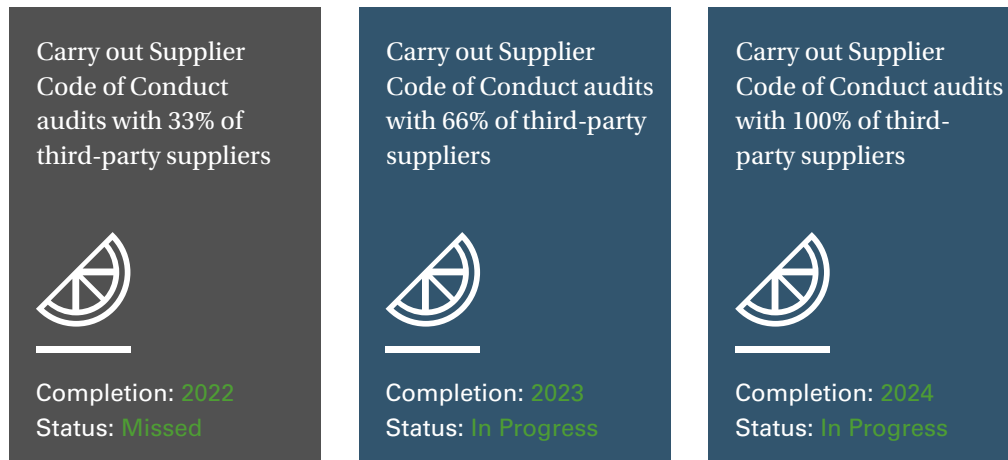 Carry out Supplier
Code of Conduct
audits with 33% of
third-party suppliers
Completion: 2022
Status: Missed
Carry out Supplier
Code of Conduct audits
with 66% of third-party
suppliers
Completion: 2023
Status: In Progress
Carry out Supplier
Code of Conduct audits
with 100% of third-
party suppliers
Completion: 2024
Status: In Progress